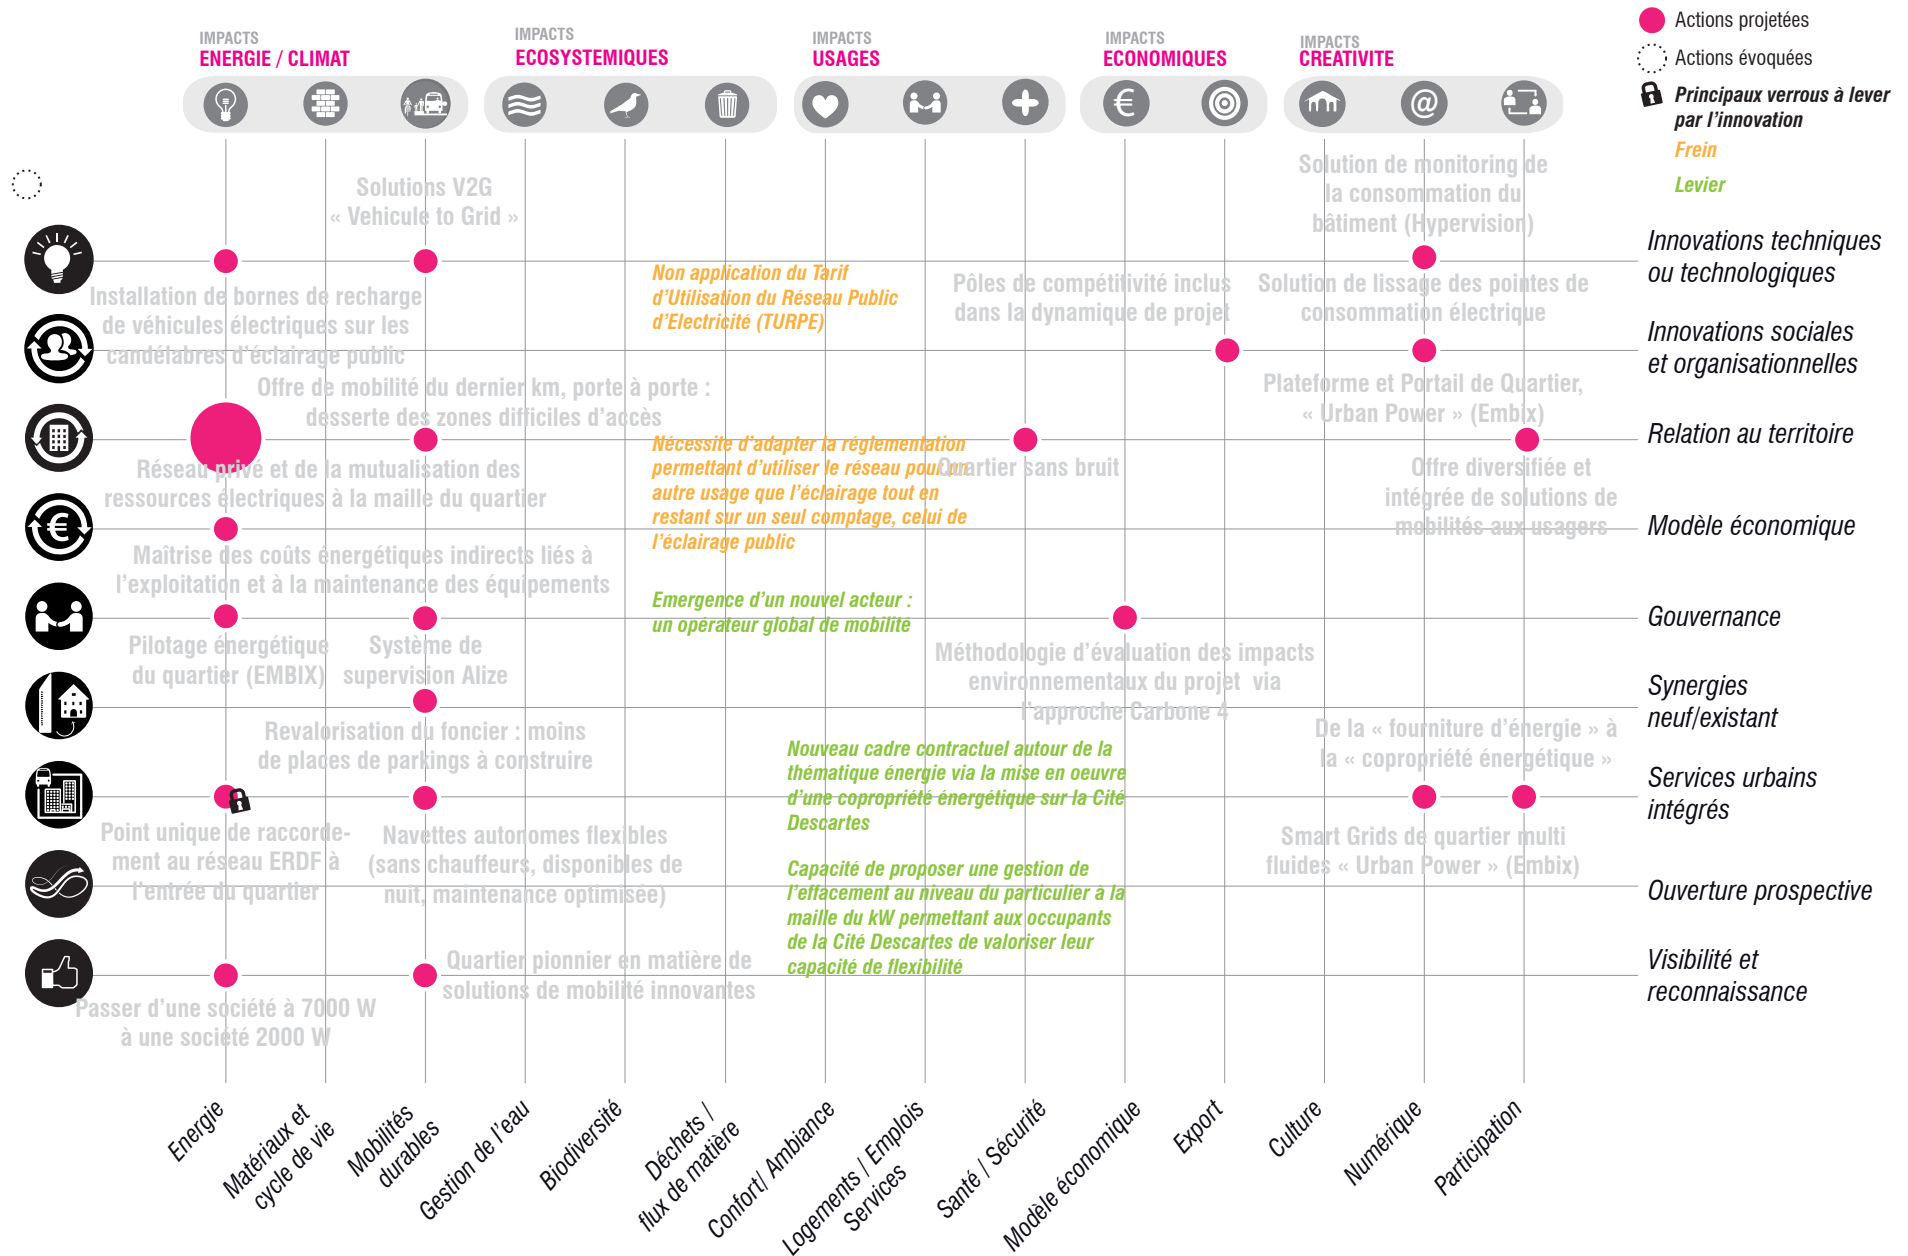 IMPACTS
ENERGIE / CLIMAT
IMPACTS
ECOSYSTEMIQUES
IMPACTS
USAGES
IMPACTS
ECONOMIQUES
IMPACTS
CREATIVITE
Actions projetées
Actions évoquées
Principaux verrous à lever
par l'innovation
Frein
Levier
Solutions V2G
« Vehicule to Grid »
Solution de monitoring de
la consommation du
bâtiment (Hypervision)
Innovations techniques
ou technologiques
Installation de bornes de recharge
de véhicules électriques sur les
candélabres d'éclairage public
Non application du Tarif
d'Utilisation du Réseau Public
d'Electricité (TURPE)
Pôles de compétitivité inclus
dans la dynamique de projet
Solution de lissage des pointes de
consommation électrique
Innovations sociales
et organisationnelles
Offre de mobilité du dernier km, porte à porte :
desserte des zones difficiles d'accès
Plateforme et Portail de Quartier,
« Urban Power » (Embix)
Relation au territoire
Réseau privé et de la mutualisation des
ressources électriques à la maille du quartier
Nécessite d'adapter la réglementation
permettant d'utiliser le réseau pour un
autre usage que l'éclairage tout en
restant sur un seul comptage, celui de
l'éclairage public
Quartier sans bruit
Offre diversifiée et
intégrée de solutions de
mobilités aux usagers
Modèle économique
Maîtrise des coûts énergétiques indirects liés à
l'exploitation et à la maintenance des équipements
Emergence d'un nouvel acteur :
un opérateur global de mobilité
Gouvernance
Pilotage énergétique
du quartier (EMBIX)
Système de
supervision Alize
Méthodologie d'évaluation des impacts
environnementaux du projet via
l'approche Carbone 4
Synergies
neuf/existant
Revalorisation du foncier : moins
de places de parkings à construire
Nouveau cadre contractuel autour de la
thématique énergie via la mise en oeuvre
d'une copropriété énergétique sur la Cité
Descartes
De la « fourniture d'énergie » à
la « copropriété énergétique »
Services urbains
intégrés
Point unique de raccorde-
ment au réseau ERDF à
l'entrée du quartier
Navettes autonomes flexibles
(sans chauffeurs, disponibles de
nuit, maintenance optimisée)
Capacité de proposer une gestion de
l'effacement au niveau du particulier à la
maille du kW permettant aux occupants
de la Cité Descartes de valoriser leur
capacité de flexibilité
Smart Grids de quartier multi
fluides « Urban Power » (Embix)
Ouverture prospective
Quartier pionnier en matière de
solutions de mobilité innovantes
Visibilité et
reconnaissance
Passer d'une société à 7000 W
à une société 2000 W
Energie
Matériaux et
cycle de vie
Mobilités
durables
Gestion de l'eau
Biodiversité
Déchets /
flux de matière
Confort/ Ambiance
Logements / Emplois
Services
Santé / Sécurité
Modèle économique
Export
Culture
Numérique
Participation